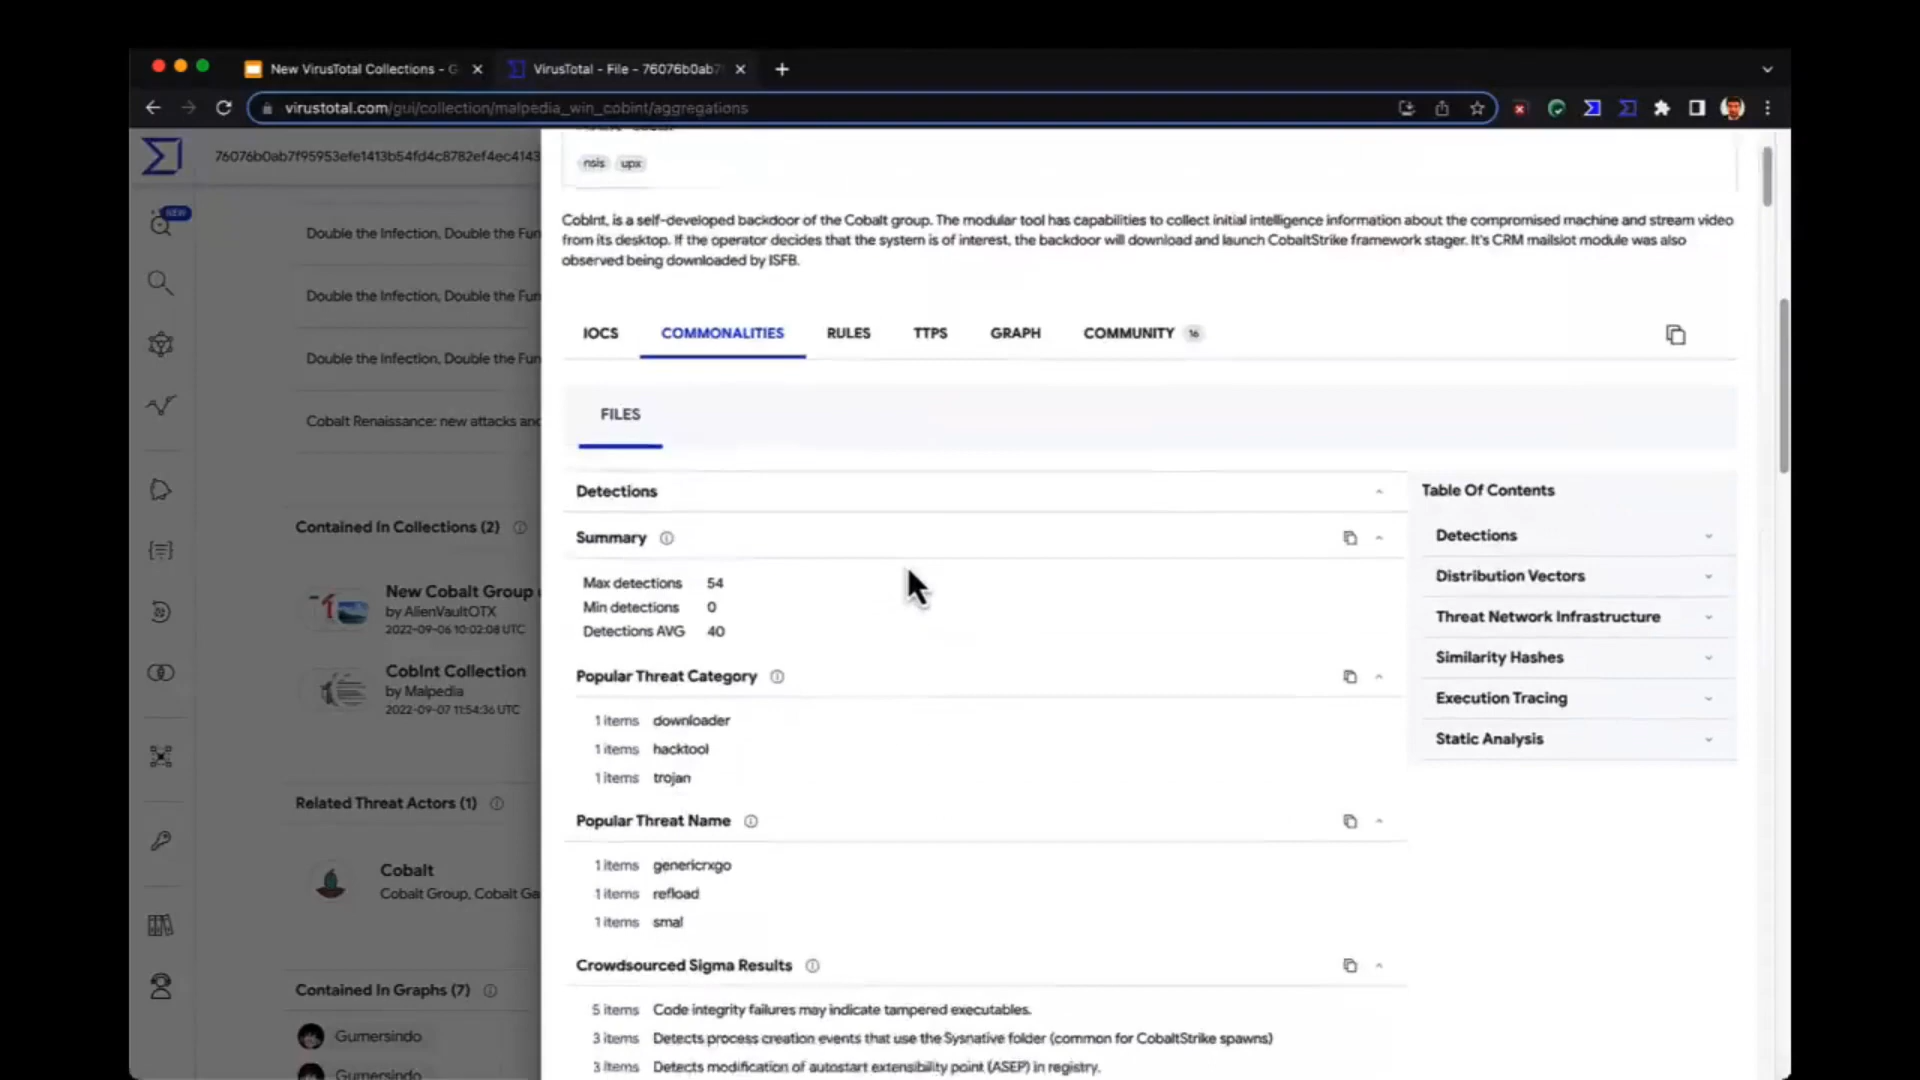 New VirusTotal Collections - G
VirusTotal - File - 76076b0ab7
virustotal.com/gui/collection/malpedia_win_cobint/aggregations
76076b0ab7f95953efe1413b54fd4c8782ef4ec4143
NEW
Double the Infection, Double the Fun
Double the Infection, Double the Fun
Double the Infection, Double the Fun
Cobalt Renaissance: new attacks and
Contained In Collections (2)
New Cobalt Group
by AlienVaultOTX
2022-09-06 10:02:08 UTC
CobInt Collection
by Malpedia
2022-09-07 11:54:36 UTC
Related Threat Actors (1)
Cobalt
Cobalt Group, Cobalt Ga
Contained In Graphs (7)
Gumersindo
Gumersindo
nsis upx
CobInt, is a self-developed backdoor of the Cobalt group. The modular tool has capabilities to collect initial intelligence information about the compromised machine and stream video
from its desktop. If the operator decides that the system is of interest, the backdoor will download and launch CobaltStrike framework stager. It's CRM mailslot module was also
observed being downloaded by ISFB.
IOCS COMMONALITIES RULES TTPS GRAPH COMMUNITY 16
FILES
Detections
Summary
Max detections 54
Min detections 0
Detections AVG 40
Popular Threat Category
1 items downloader
1 items hacktool
1 items trojan
Popular Threat Name
1 items genericrxgo
1 items refload
1 items smal
Crowdsourced Sigma Results
5 items Code integrity failures may indicate tampered executables.
3 items Detects process creation events that use the Sysnative folder (common for CobaltStrike spawns)
3 items Detects modification of autostart extensibility point (ASEP) in registry.
Table Of Contents
Detections
Distribution Vectors
Threat Network Infrastructure
Similarity Hashes
Execution Tracing
Static Analysis